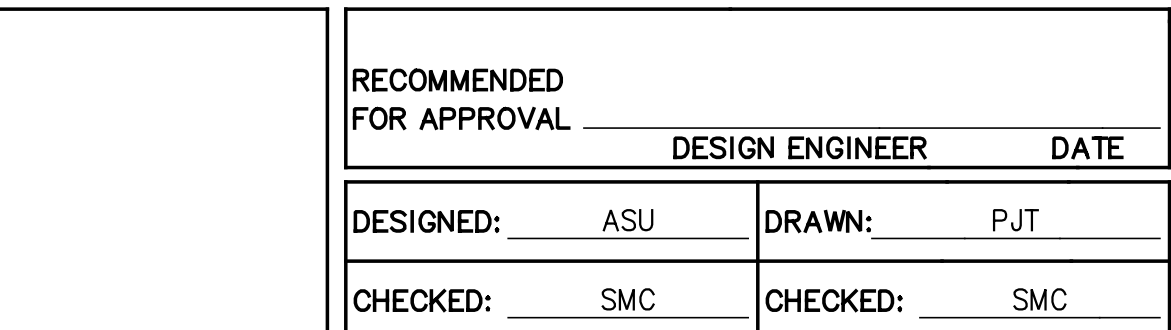 RECOMMENDED
FOR APPROVAL
DESIGN ENGINEER DATE
DESIGNED: ASU DRAWN: PJT
CHECKED: SMC CHECKED: SMC